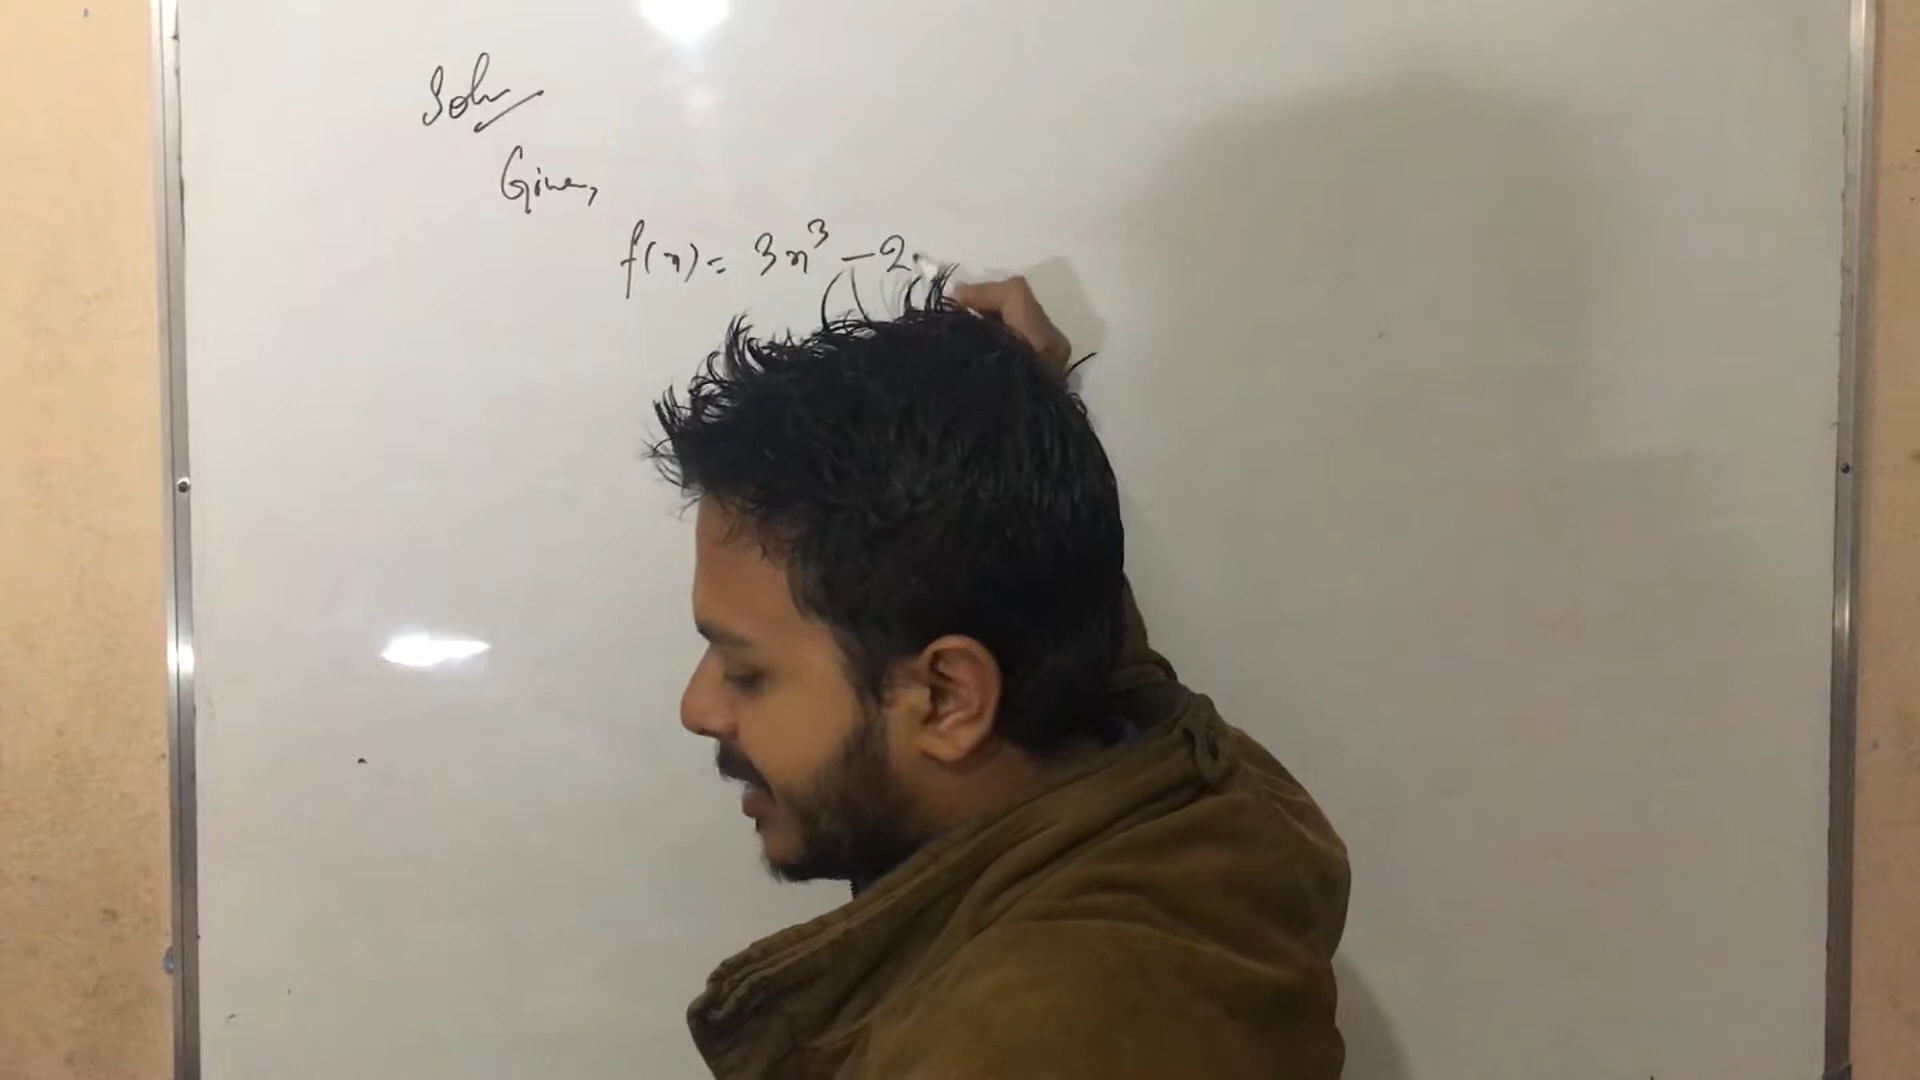 Soln
Given,
f(x) = 3x³ - 2